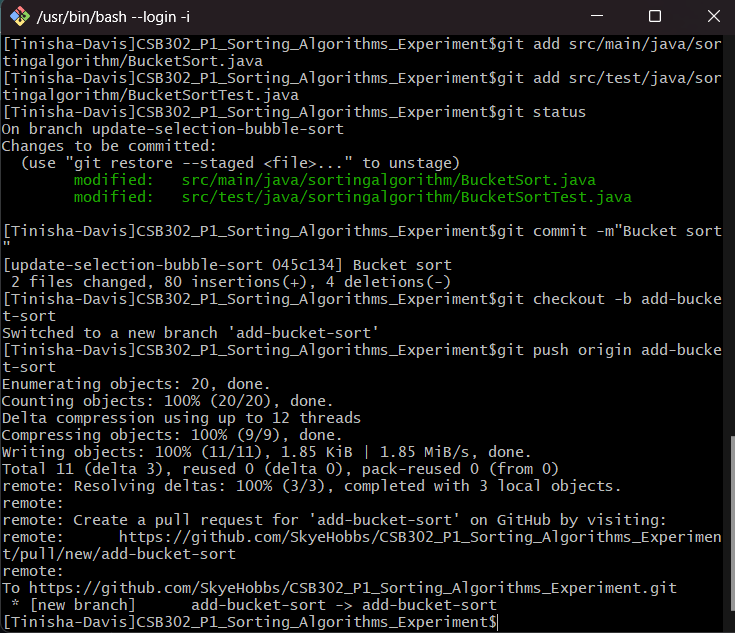 /usr/bin/bash --login -i
[Tinisha-Davis]CSB302_P1_Sorting_Algorithms_Experiment$git add src/main/java/sor
tingalgorithm/BucketSort.java
[Tinisha-Davis]CSB302_P1_Sorting_Algorithms_Experiment$git add src/test/java/sor
tingalgorithm/BucketSortTest.java
[Tinisha-Davis]CSB302_P1_Sorting_Algorithms_Experiment$git status
On branch update-selection-bubble-sort
Changes to be committed:
  (use "git restore --staged <file>..." to unstage)
        modified:   src/main/java/sortingalgorithm/BucketSort.java
        modified:   src/test/java/sortingalgorithm/BucketSortTest.java

[Tinisha-Davis]CSB302_P1_Sorting_Algorithms_Experiment$git commit -m"Bucket sort
"
[update-selection-bubble-sort 045c134] Bucket sort
 2 files changed, 80 insertions(+), 4 deletions(-)
[Tinisha-Davis]CSB302_P1_Sorting_Algorithms_Experiment$git checkout -b add-bucke
t-sort
Switched to a new branch 'add-bucket-sort'
[Tinisha-Davis]CSB302_P1_Sorting_Algorithms_Experiment$git push origin add-bucke
t-sort
Enumerating objects: 20, done.
Counting objects: 100% (20/20), done.
Delta compression using up to 12 threads
Compressing objects: 100% (9/9), done.
Writing objects: 100% (11/11), 1.85 KiB | 1.85 MiB/s, done.
Total 11 (delta 3), reused 0 (delta 0), pack-reused 0 (from 0)
remote: Resolving deltas: 100% (3/3), completed with 3 local objects.
remote:
remote: Create a pull request for 'add-bucket-sort' on GitHub by visiting:
remote:      https://github.com/SkyeHobbs/CSB302_P1_Sorting_Algorithms_Experimen
t/pull/new/add-bucket-sort
remote:
To https://github.com/SkyeHobbs/CSB302_P1_Sorting_Algorithms_Experiment.git
 * [new branch]      add-bucket-sort -> add-bucket-sort
[Tinisha-Davis]CSB302_P1_Sorting_Algorithms_Experiment$